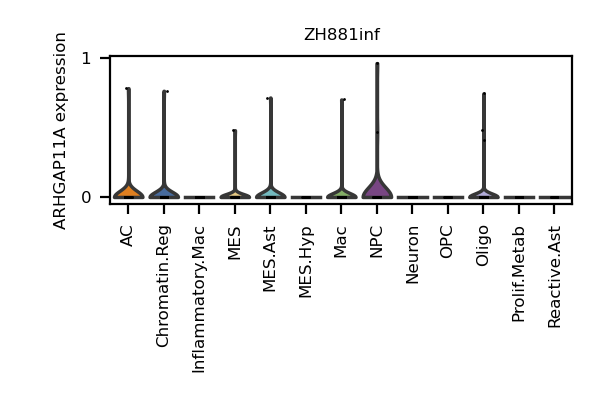 ZH881inf
ARHGAP11A expression
1
0
AC
Chromatin.Reg
Inflammatory.Mac
MES
MES.Ast
MES.Hyp
Mac
NPC
Neuron
OPC
Oligo
Prolif.Metab
Reactive.Ast